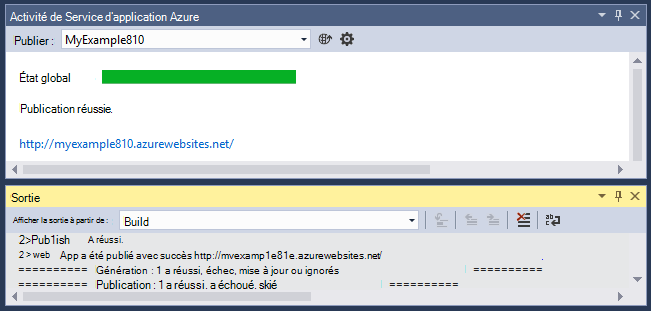 Activité de Service d'application Azure
Publier : MyExample810
État global
Publication réussie.
http://myexample810.azurewebsites.net/
Sortie
Afficher la sortie à partir de : Build
2>Pub1ish A réussi.
2 > web App a été publié avec succès http://mvexamp1e81e.azurewebsites.net/ .
========== Génération : 1 a réussi, échec, mise à jour ou ignorés ==========
========== Publication : 1 a réussi. a échoué. skié ==========